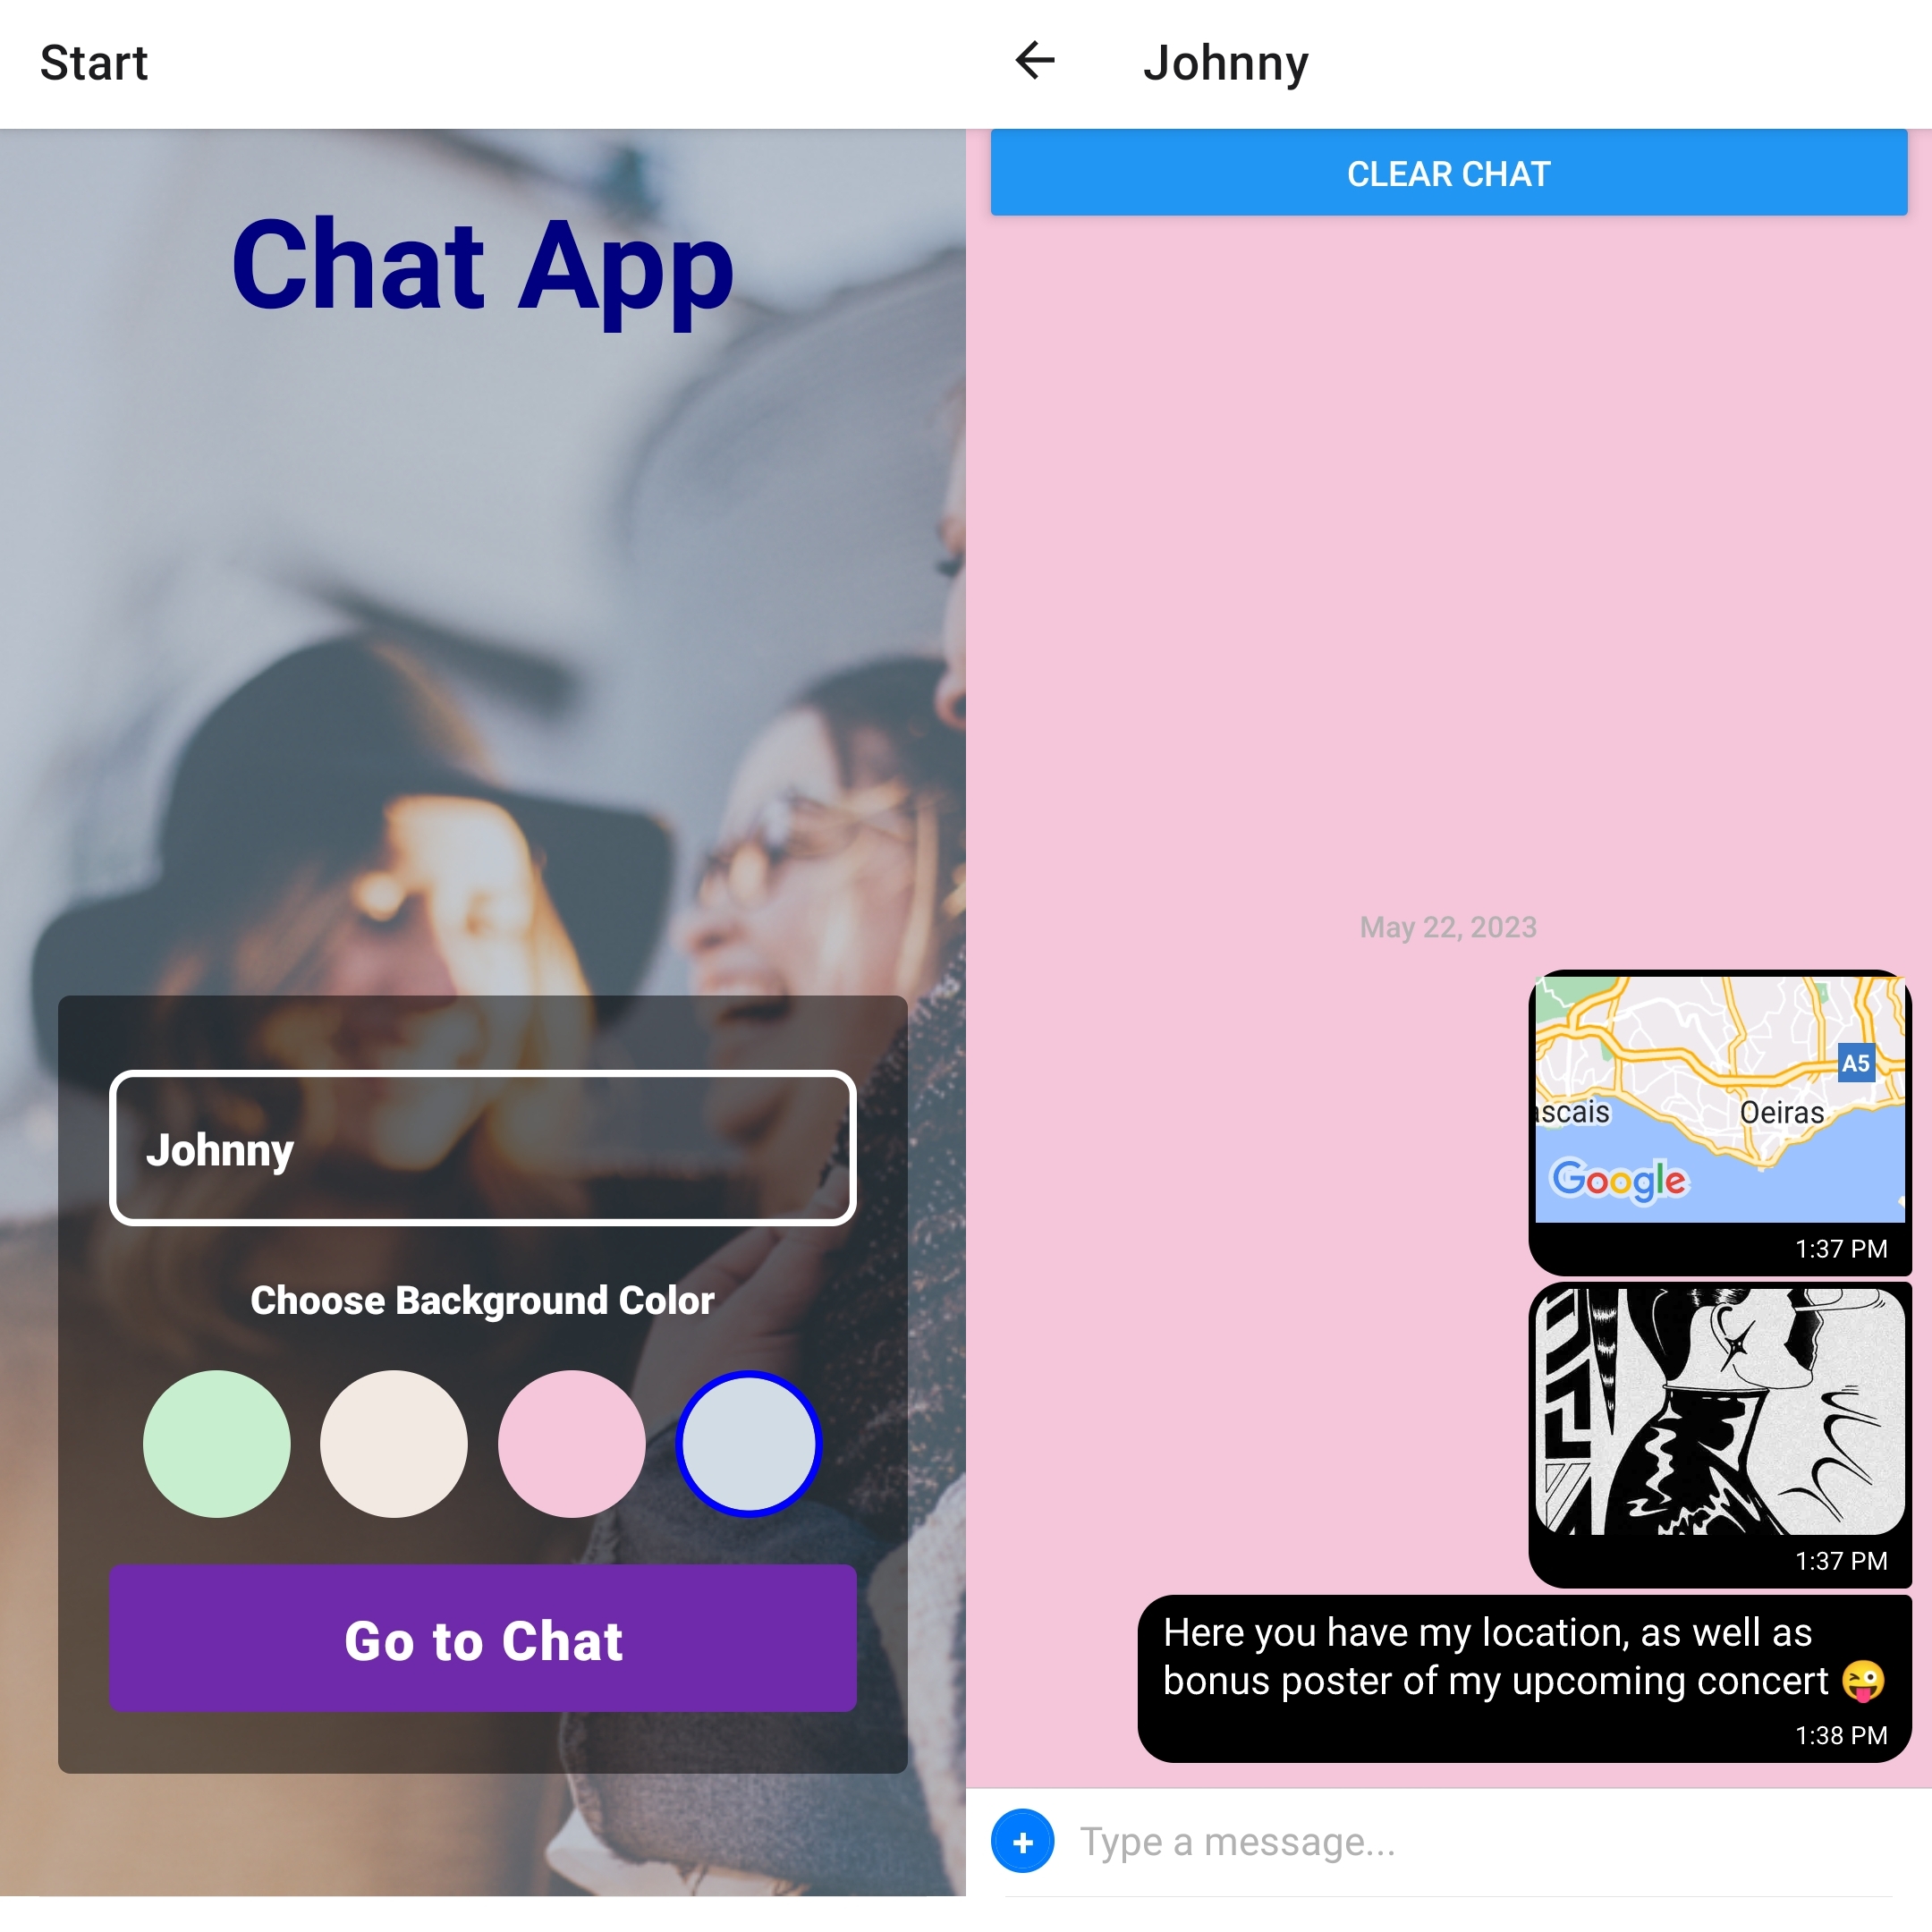 Start
Chat App
Johnny
Choose Background Color
Go to Chat
Johnny
CLEAR CHAT
May 22, 2023
A5
ascais
Oeiras
Google
1:37 PM
1:37 PM
Here you have my location, as well as
bonus poster of my upcoming concert 😜
1:38 PM
+
Type a message...